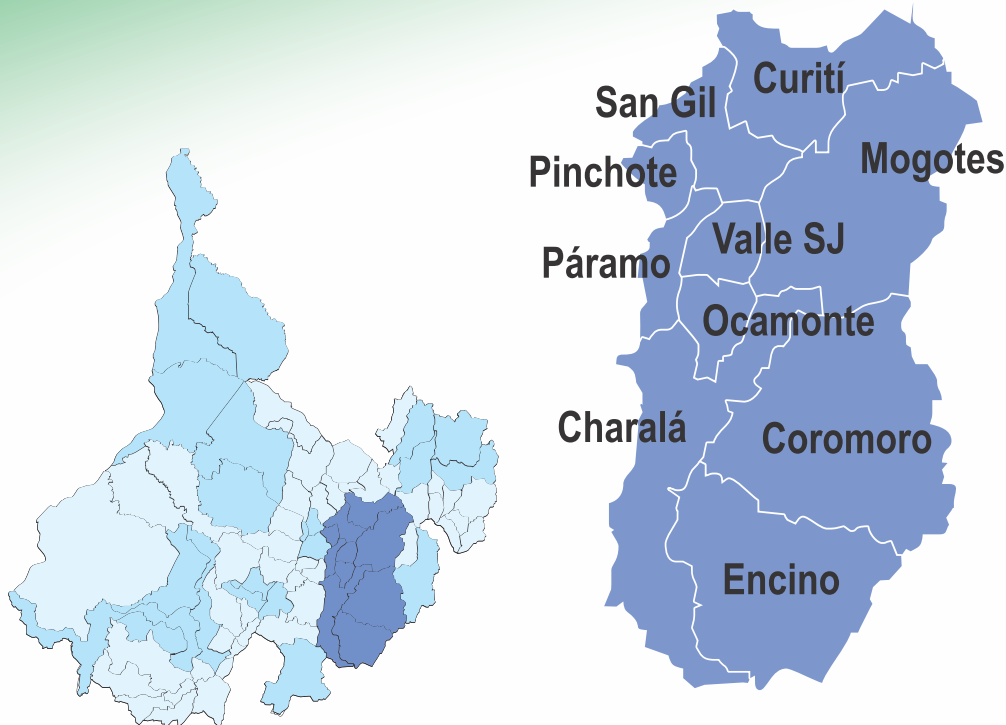 Curití
San Gil
Mogotes
Pinchote
Valle SJ
Páramo
Ocamonte
Charalá
Coromoro
Encino